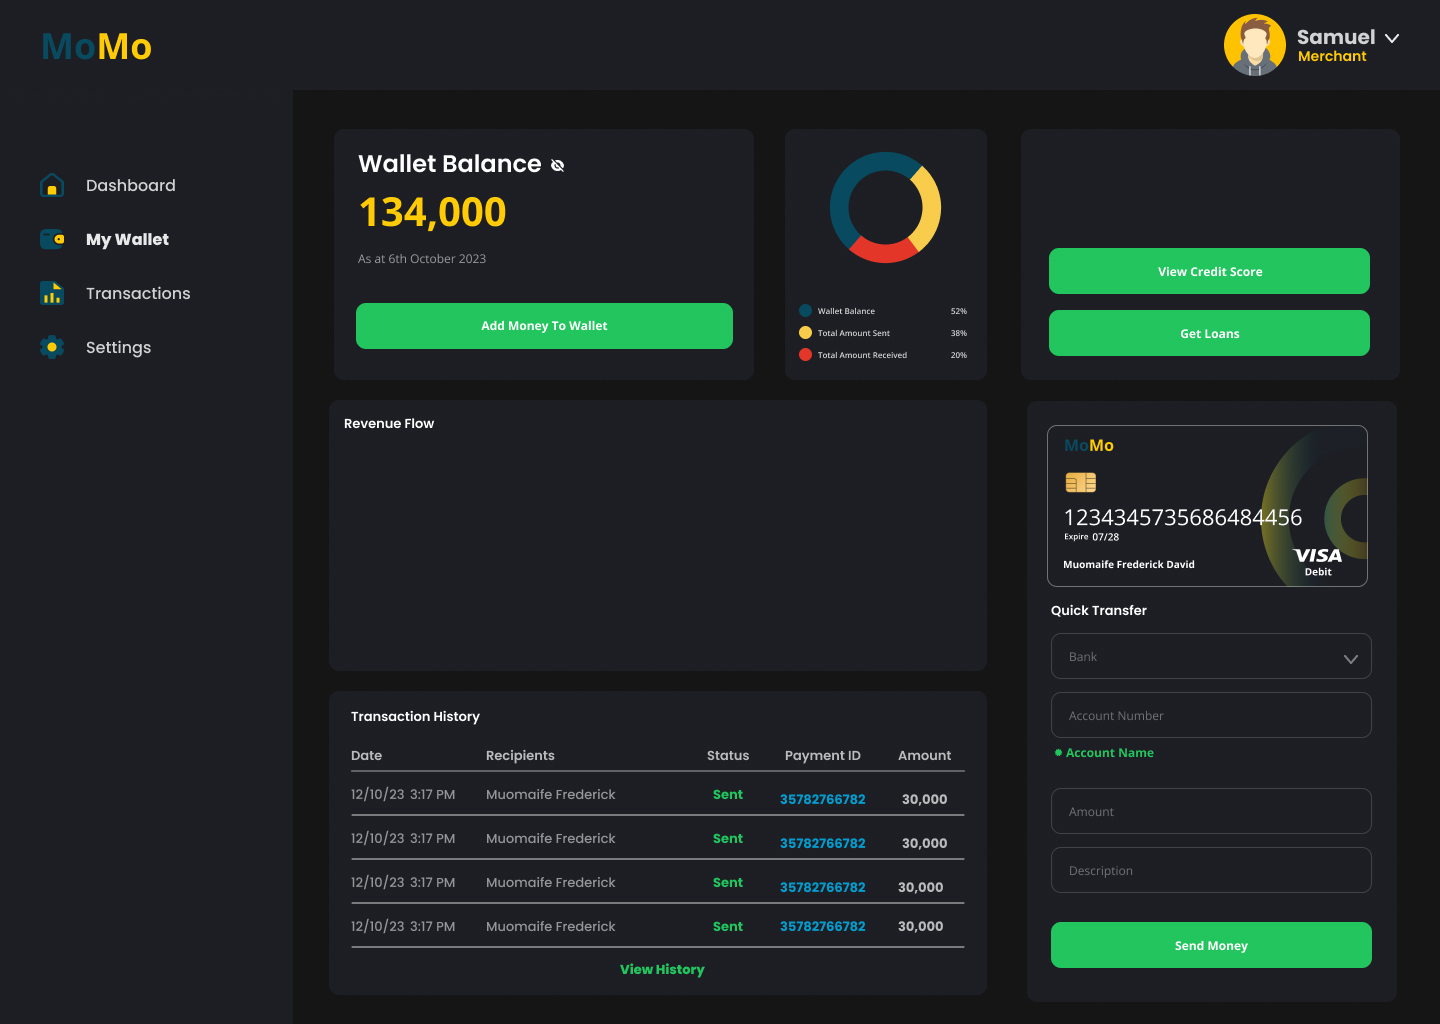 MoMo
Samuel
Merchant
Dashboard
My Wallet
Transactions
Settings
Wallet Balance
134,000
As at 6th October 2023
Add Money To Wallet
Wallet Balance 52%
Total Amount Sent 38%
Total Amount Received 20%
View Credit Score
Get Loans
Revenue Flow
MoMo
1234345735686484456
Expire 07/28
Muomaife Frederick David
VISA
Debit
Quick Transfer
Bank
Account Number
Account Name
Amount
Description
Send Money
Transaction History
Date Recipients Status Payment ID Amount
12/10/23 3:17 PM Muomaife Frederick Sent 35782766782 30,000
12/10/23 3:17 PM Muomaife Frederick Sent 35782766782 30,000
12/10/23 3:17 PM Muomaife Frederick Sent 35782766782 30,000
12/10/23 3:17 PM Muomaife Frederick Sent 35782766782 30,000
View History